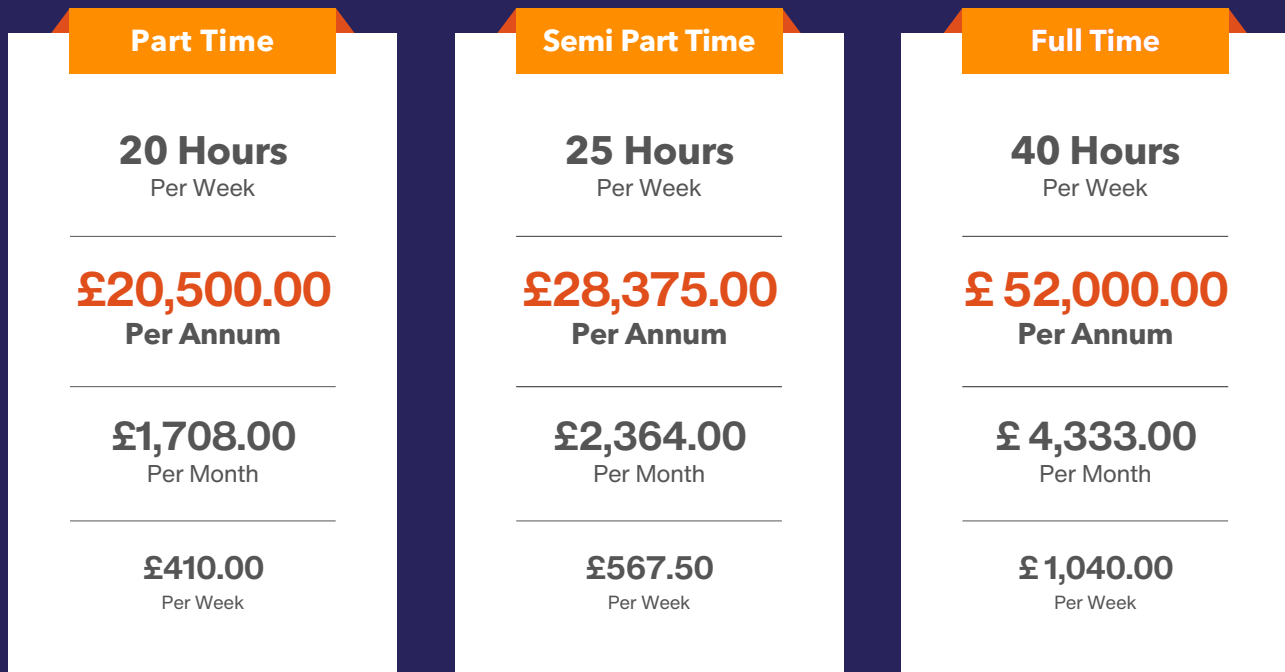 Part Time
20 Hours
Per Week
£20,500.00
Per Annum
£1,708.00
Per Month
£410.00
Per Week
Semi Part Time
25 Hours
Per Week
£28,375.00
Per Annum
£2,364.00
Per Month
£567.50
Per Week
Full Time
40 Hours
Per Week
£ 52,000.00
Per Annum
£ 4,333.00
Per Month
£ 1,040.00
Per Week